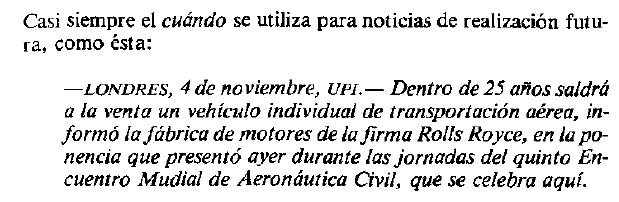 Casi siempre el cuándo se utiliza para noticias de realización futu-
ra, como ésta:
—LONDRES, 4 de noviembre, UPI.— Dentro de 25 años saldrá
a la venta un vehículo individual de transportación aérea, in-
formó la fábrica de motores de la firma Rolls Royce, en la po-
nencia que presentó ayer durante las jornadas del quinto En-
cuentro Mudial de Aeronáutica Civil, que se celebra aquí.